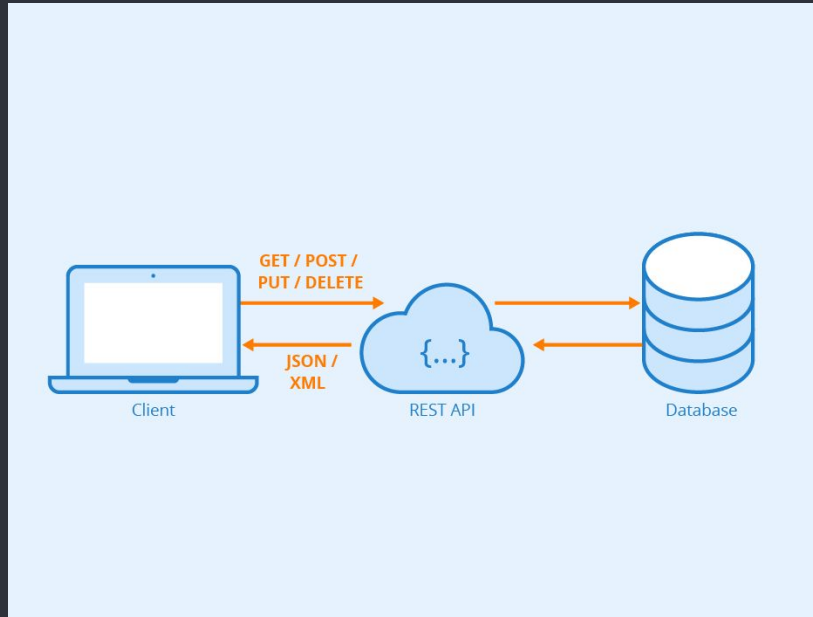 GET / POST /
PUT / DELETE
{...}
JSON /
XML
Client
REST API
Database